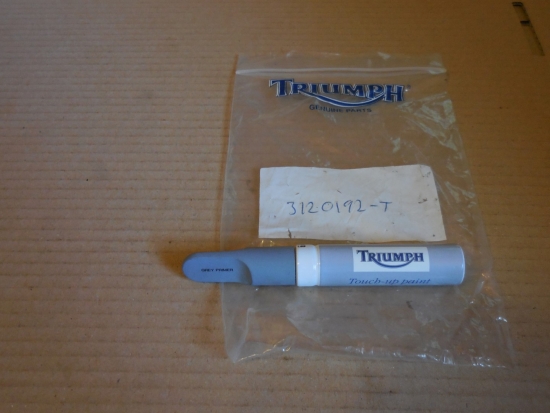 TRIUMPH
GENUINE PARTS
3120192-T
TRIUMPH
Touch-up paint